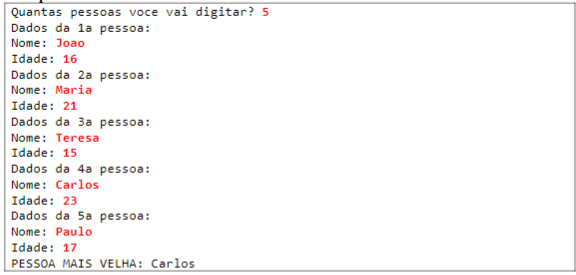 Quantas pessoas voce vai digitar? 5
Dados da 1a pessoa:
Nome: Joao
Idade: 16
Dados da 2a pessoa:
Nome: Maria
Idade: 21
Dados da 3a pessoa:
Nome: Teresa
Idade: 15
Dados da 4a pessoa:
Nome: Carlos
Idade: 23
Dados da 5a pessoa:
Nome: Paulo
Idade: 17
PESSOA MAIS VELHA: Carlos